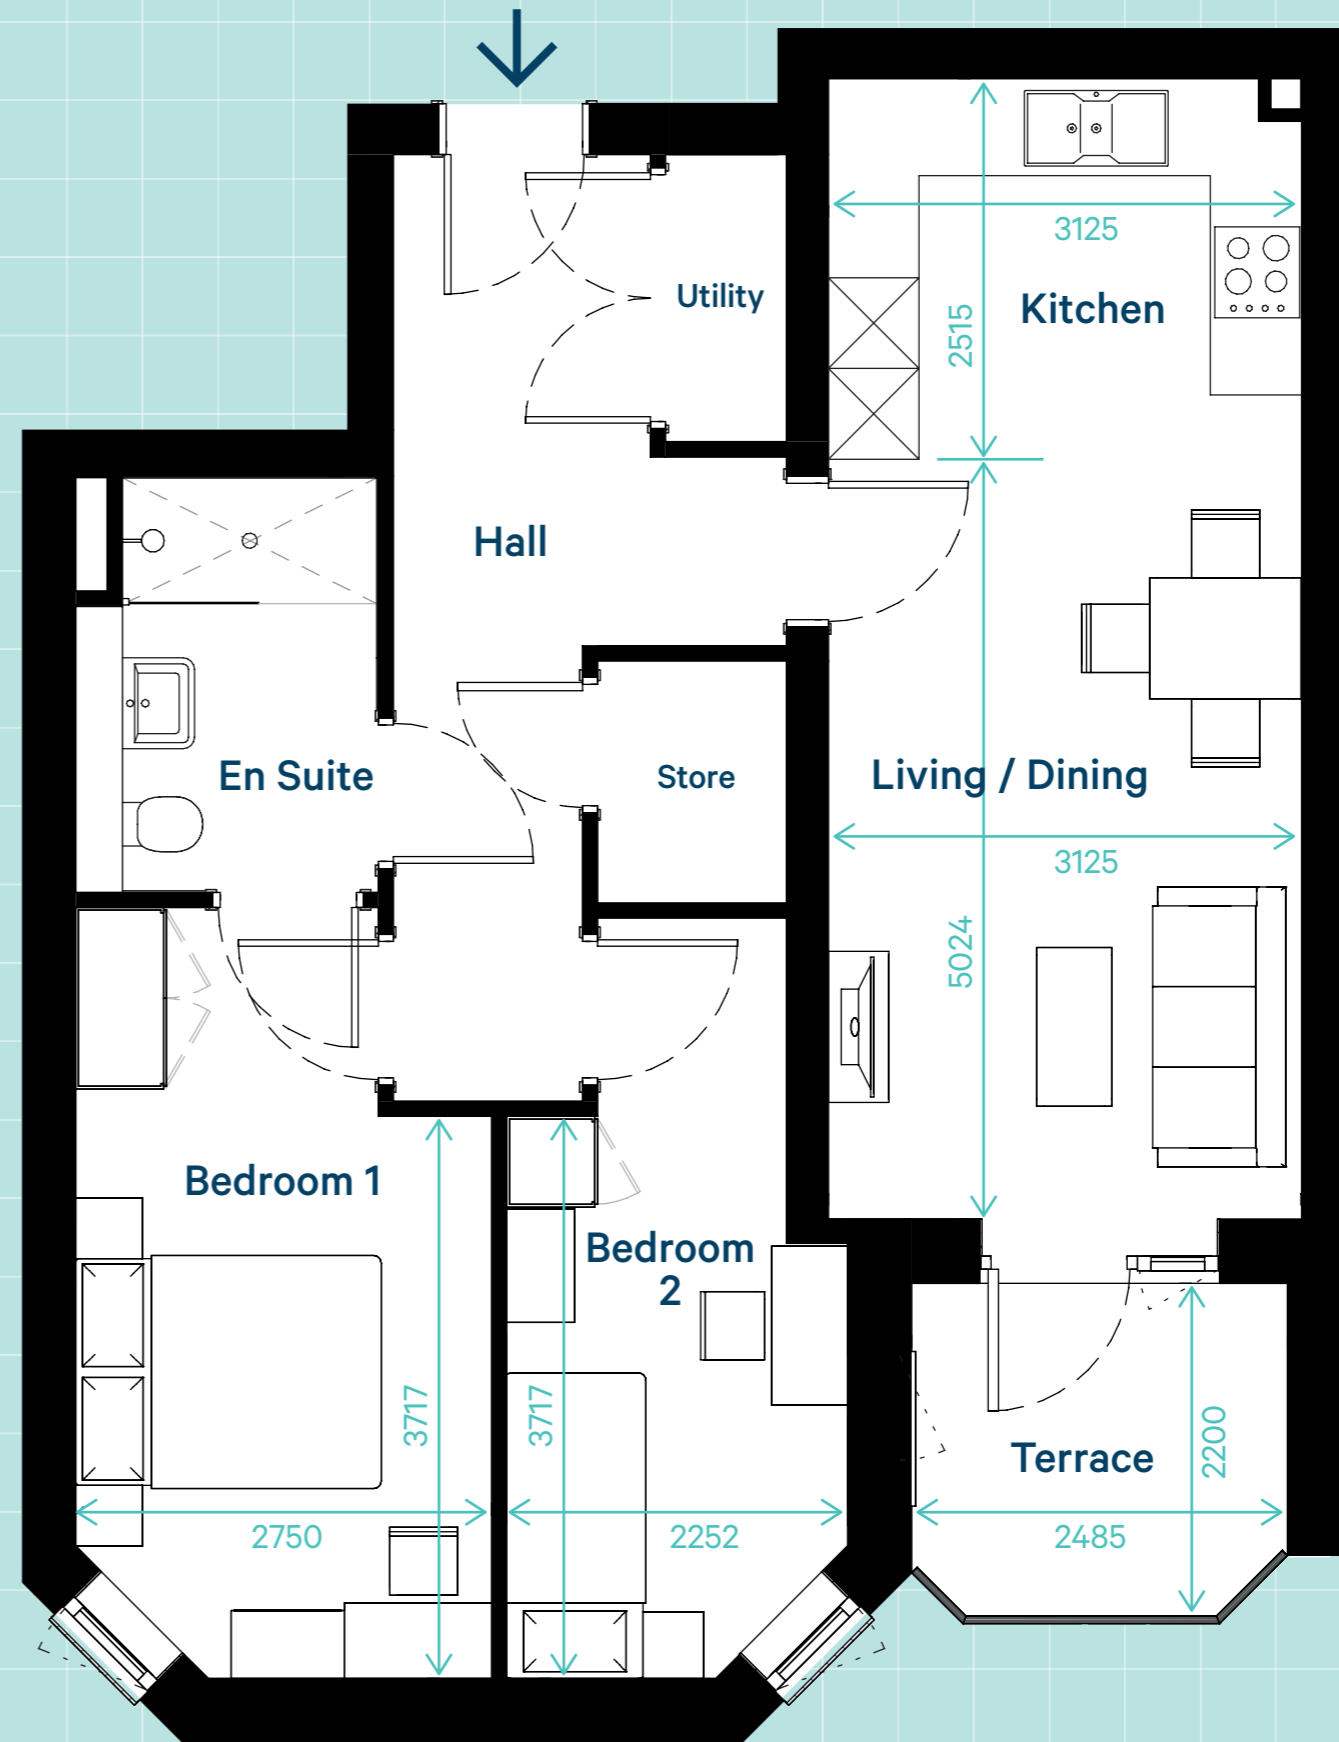 3125
Utility
Kitchen
2515
Hall
En Suite
Store
Living / Dining
3125
5024
Bedroom 1
Bedroom
2
3717
3717
Terrace
2200
2750
2252
2485